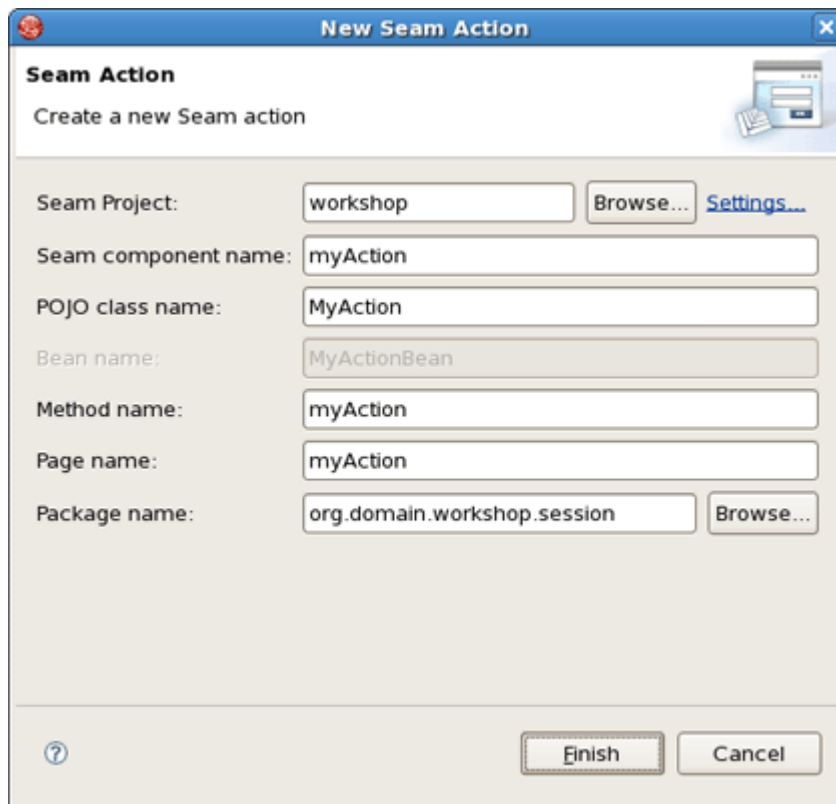 New Seam Action
Seam Action
Create a new Seam action
Seam Project: workshop Browse... Settings...
Seam component name: myAction
POJO class name: MyAction
Bean name: MyActionBean
Method name: myAction
Page name: myAction
Package name: org.domain.workshop.session Browse...
Finish Cancel